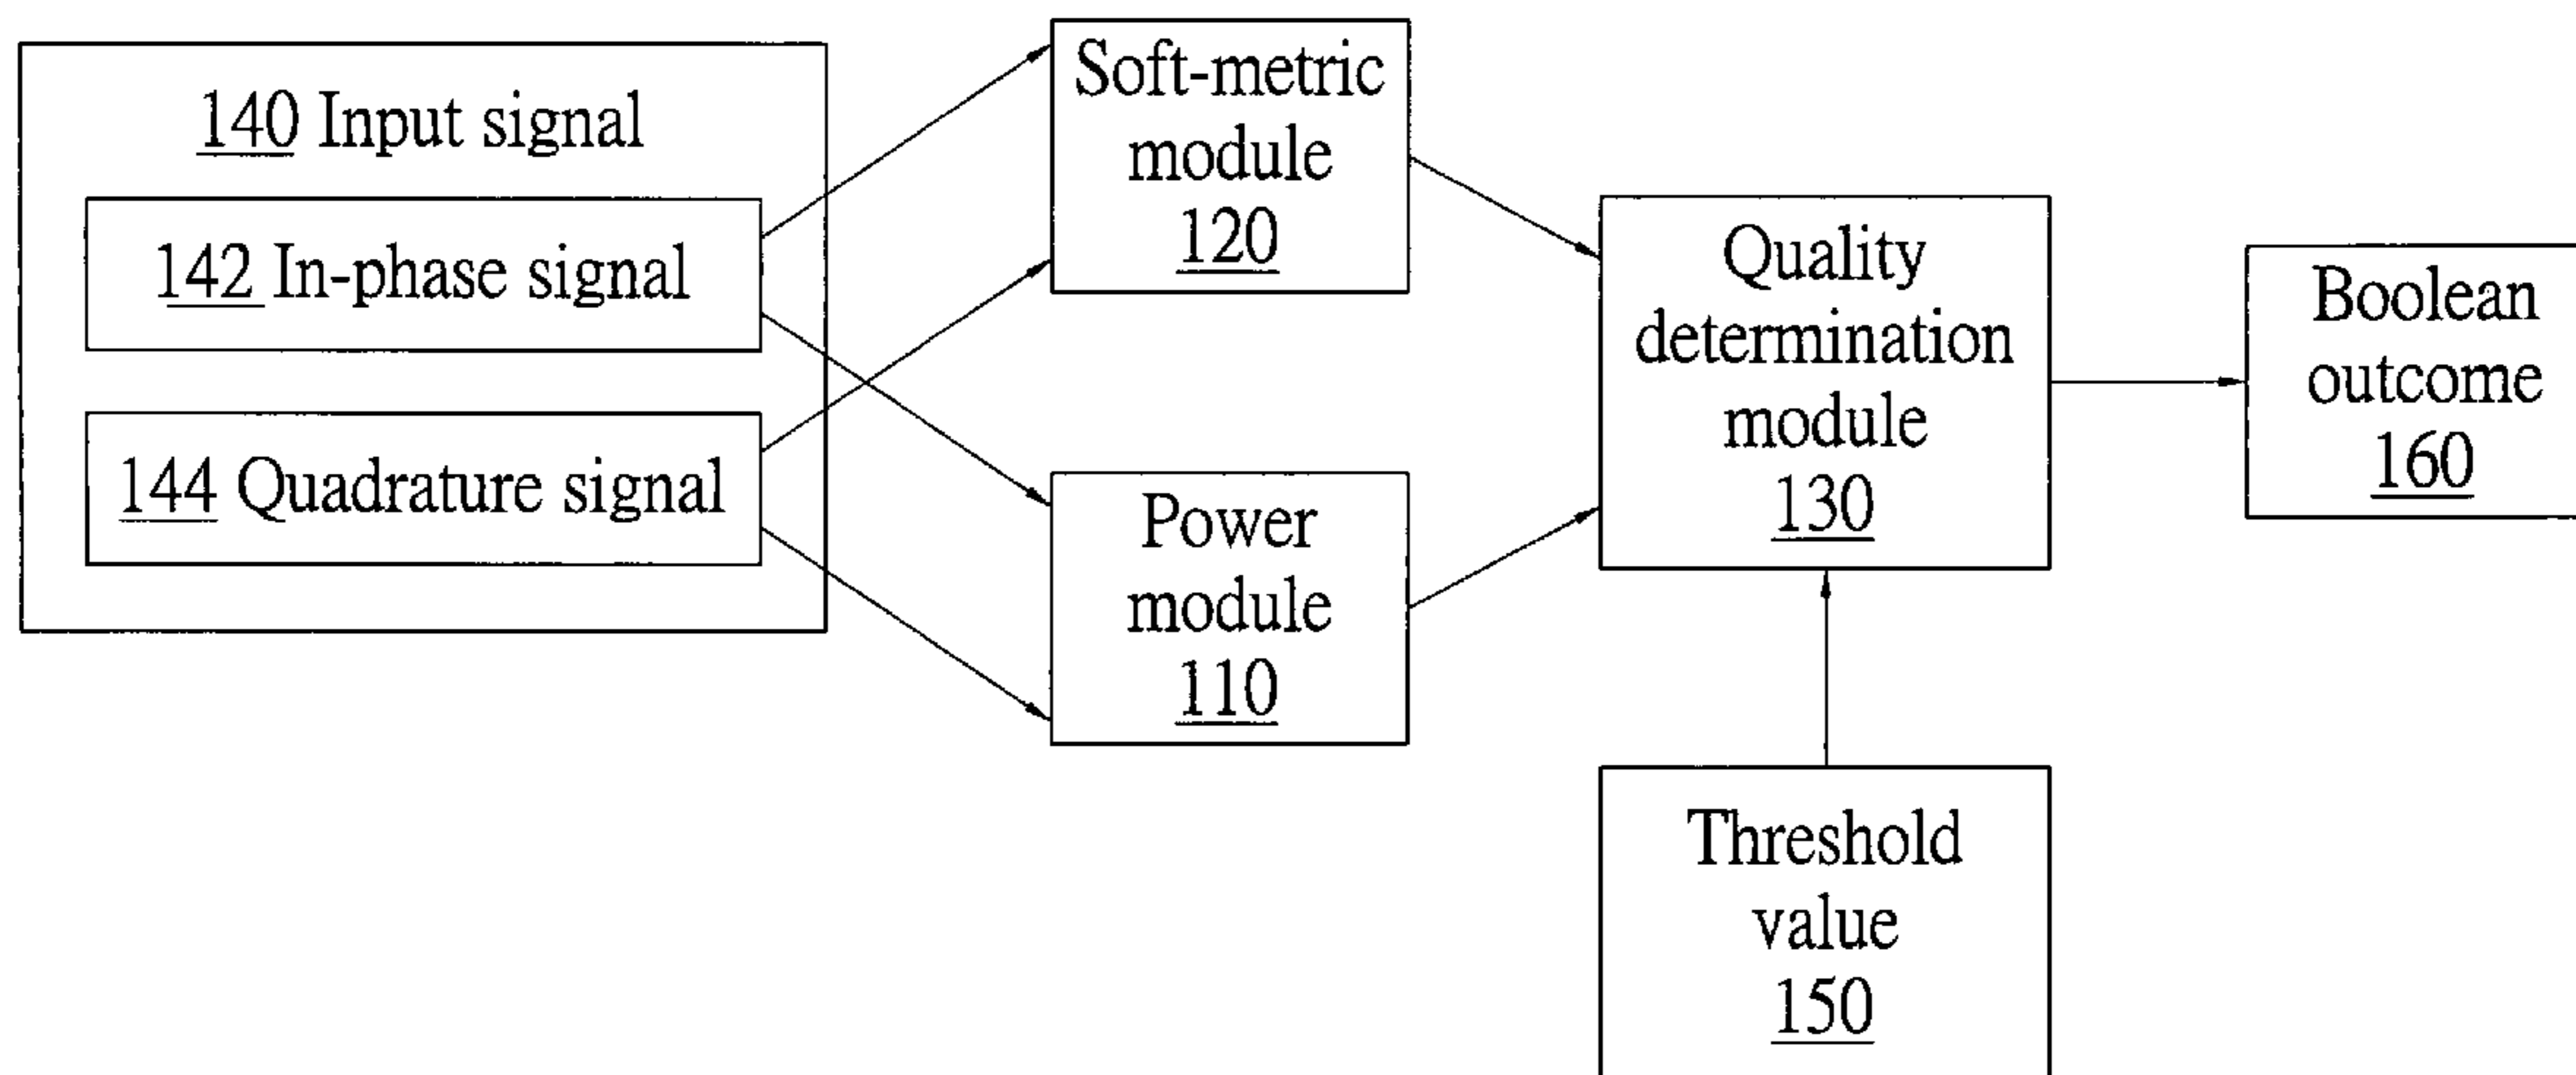 140 Input signal
142 In-phase signal
144 Quadrature signal
Soft-metric
module
120
Power
module
110
Quality
determination
module
130
Threshold
value
150
Boolean
outcome
160